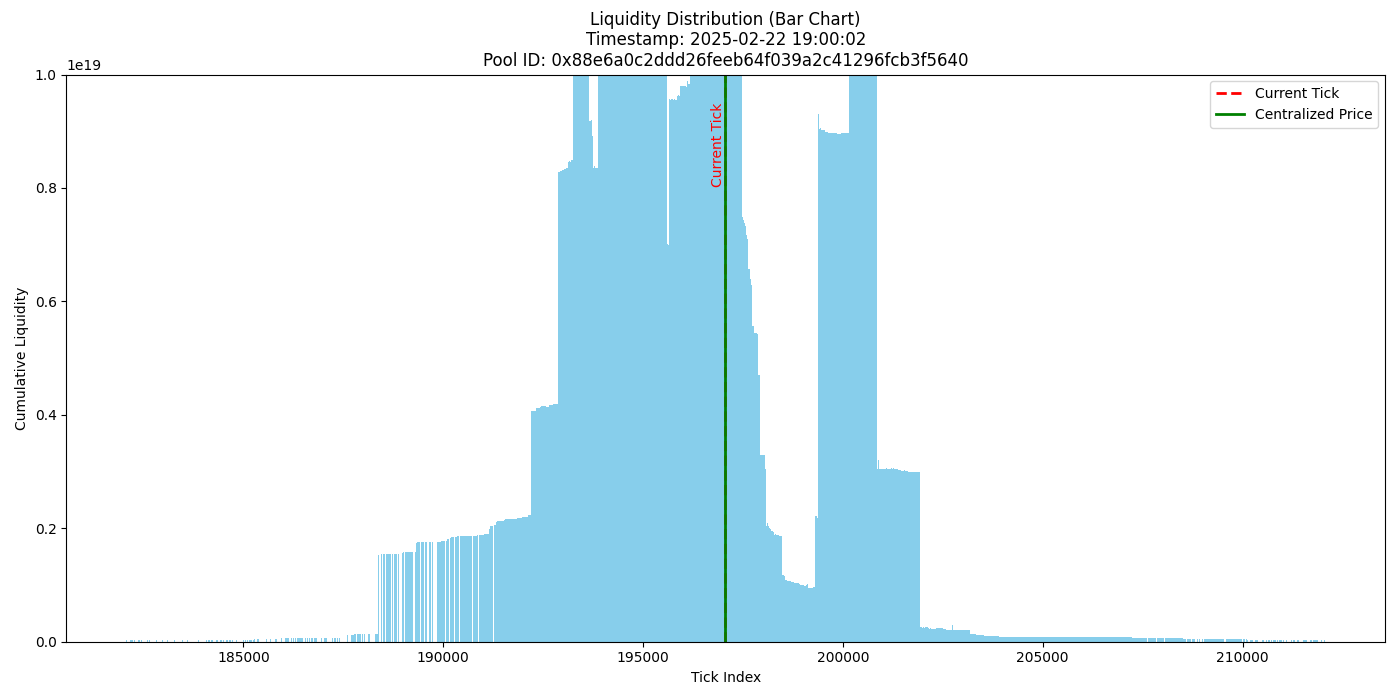 Liquidity Distribution (Bar Chart)
Timestamp: 2025-02-22 19:00:02
Pool ID: 0x88e6a0c2ddd26feeb64f039a2c41296fcb3f5640
1e19
1.0
0.8
0.6
0.4
0.2
0.0
Cumulative Liquidity
Current Tick
Current Tick
Centralized Price
185000 190000 195000 200000 205000 210000
Tick Index